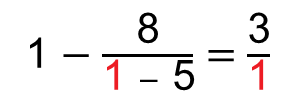 1 − 8/(1 − 5) = 3/1